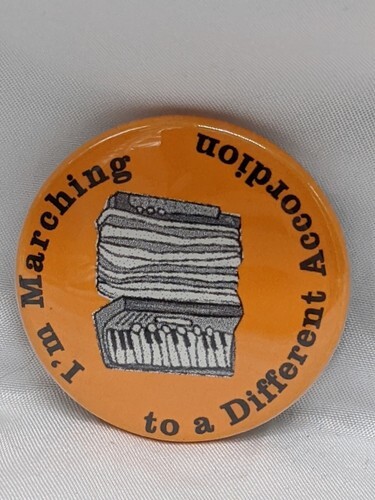 I'm Marching
to a Different Accordion